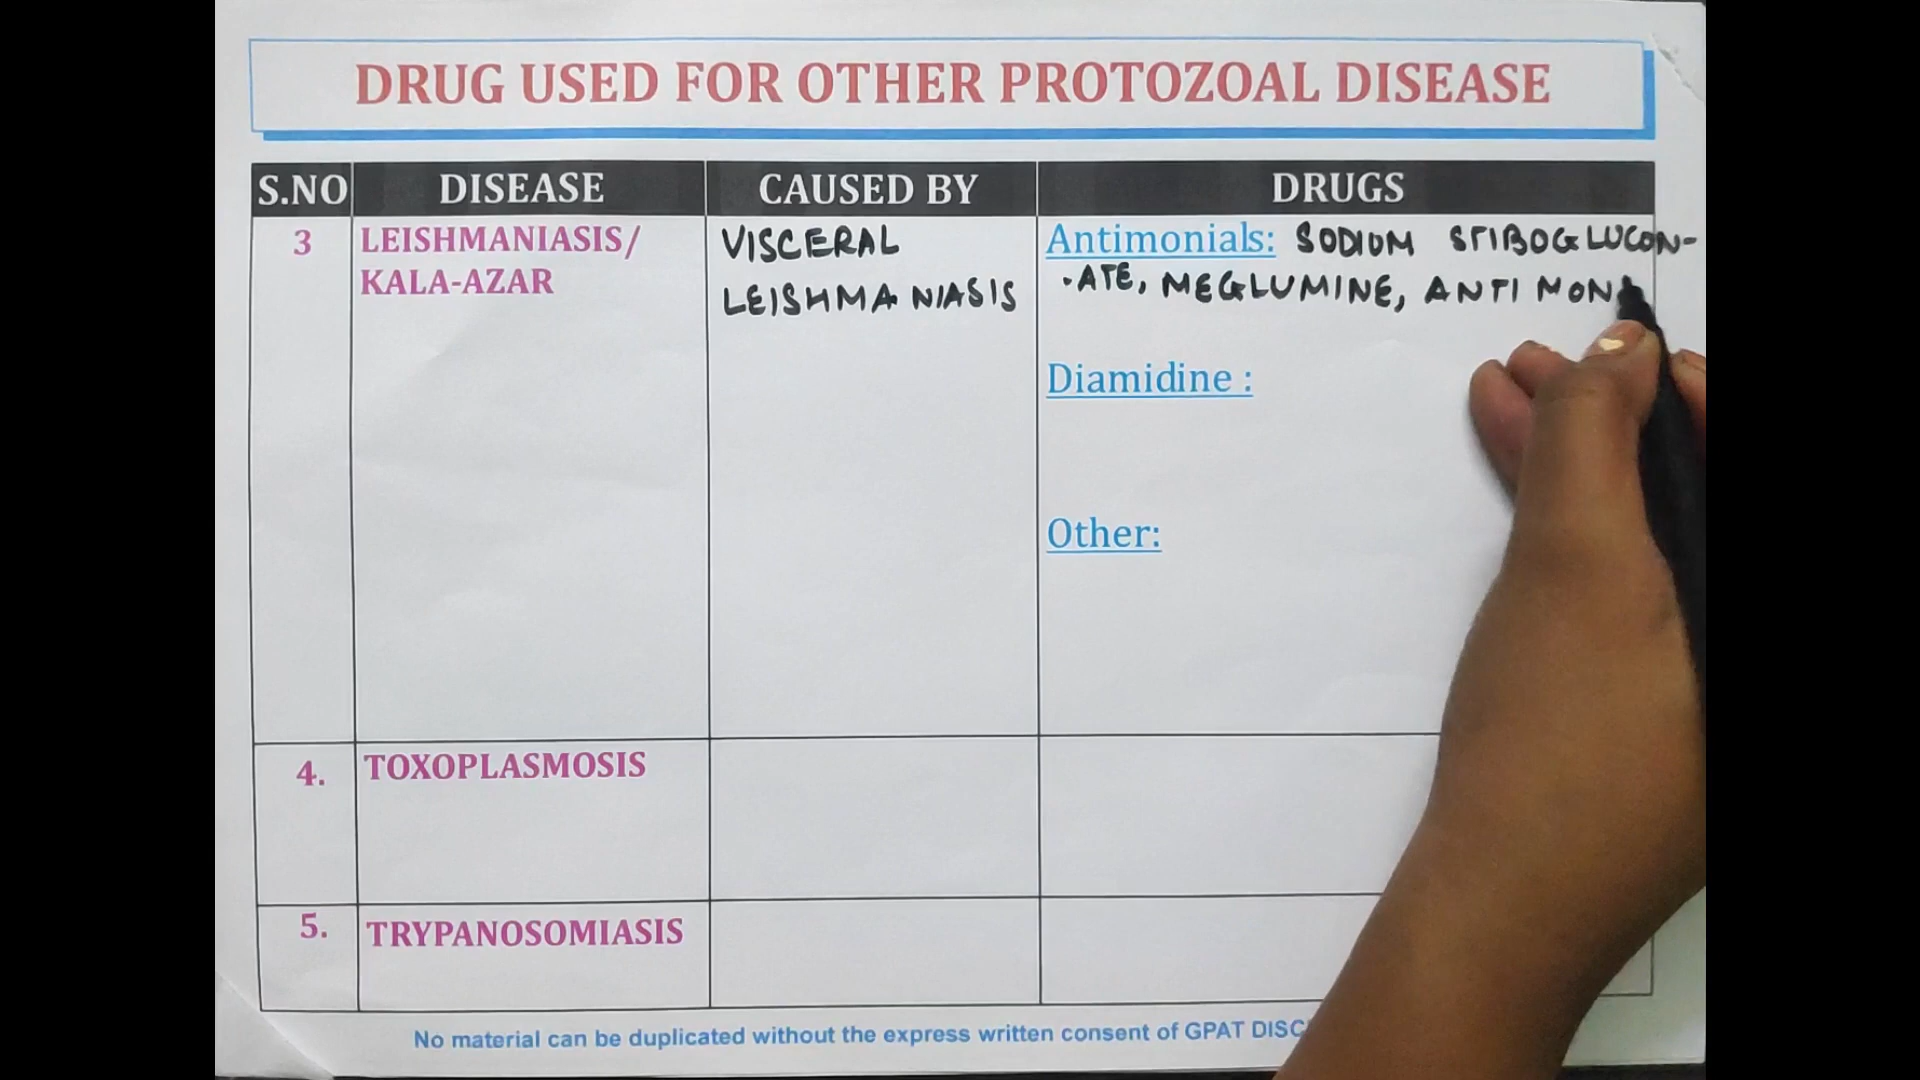 DRUG USED FOR OTHER PROTOZOAL DISEASE
S.NO DISEASE CAUSED BY DRUGS
3 LEISHMANIASIS/ KALA-AZAR
VISCERAL
LEISHMANIASIS
Antimonials: SODIUM STIBOGLUCON-
-ATE, MEGLUMINE, ANTIMON
Diamidine :
Other:
4. TOXOPLASMOSIS
5. TRYPANOSOMIASIS
No material can be duplicated without the express written consent of GPAT DISC